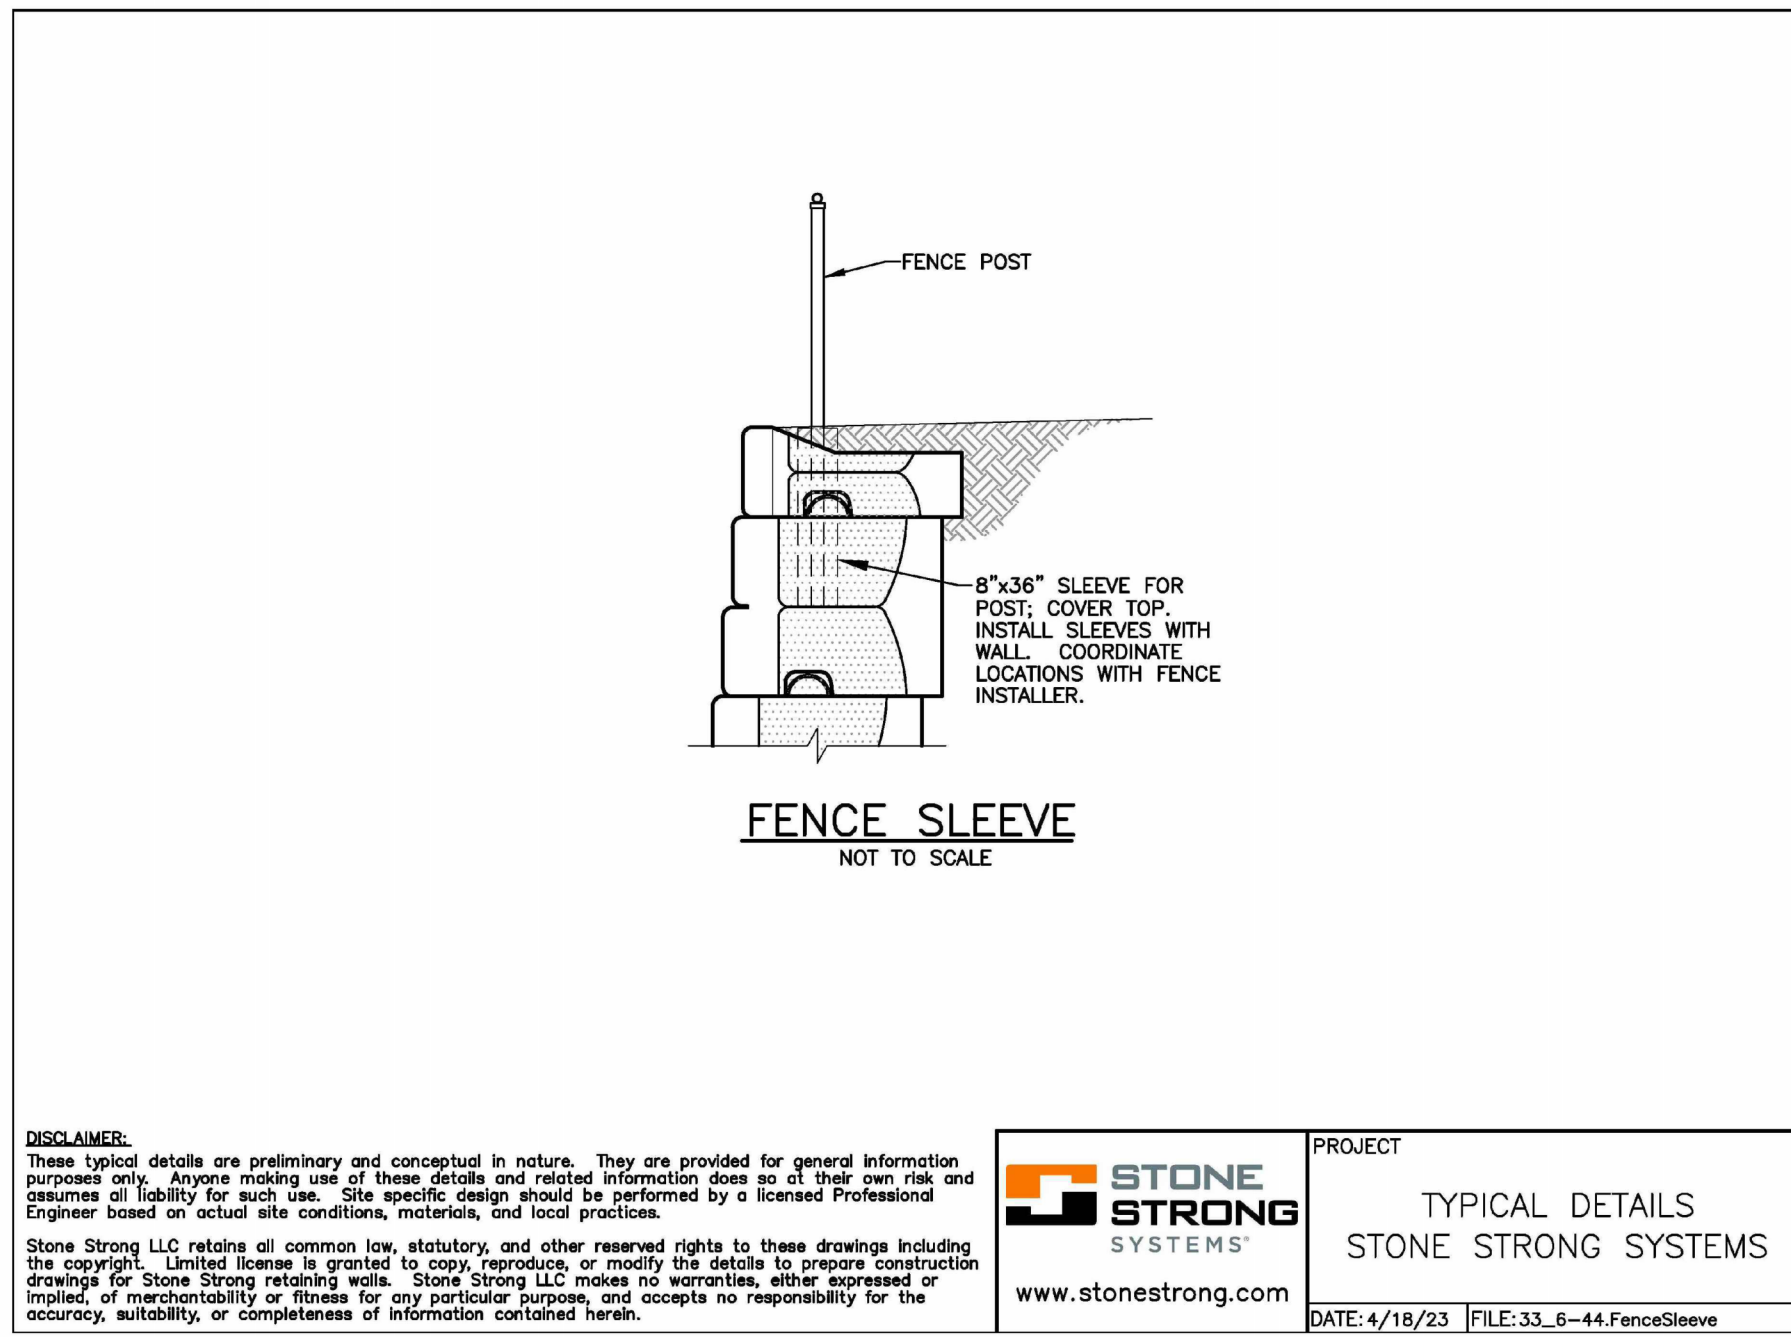 FENCE POST
8"x36" SLEEVE FOR
POST; COVER TOP.
INSTALL SLEEVES WITH
WALL. COORDINATE
LOCATIONS WITH FENCE
INSTALLER.
FENCE SLEEVE
NOT TO SCALE
DISCLAIMER:
These typical details are preliminary and conceptual in nature. They are provided for general information
purposes only. Anyone making use of these details and related information does so at their own risk and
assumes all liability for such use. Site specific design should be performed by a licensed Professional
Engineer based on actual site conditions, materials, and local practices.
Stone Strong LLC retains all common law, statutory, and other reserved rights to these drawings including
the copyright. Limited license is granted to copy, reproduce, or modify the details to prepare construction
drawings for Stone Strong retaining walls. Stone Strong LLC makes no warranties, either expressed or
implied, of merchantability or fitness for any particular purpose, and accepts no responsibility for the
accuracy, suitability, or completeness of information contained herein.
STONE
STRONG
SYSTEMS®
www.stonestrong.com
PROJECT
TYPICAL DETAILS
STONE STRONG SYSTEMS
DATE: 4/18/23 FILE: 33_6-44.FenceSleeve